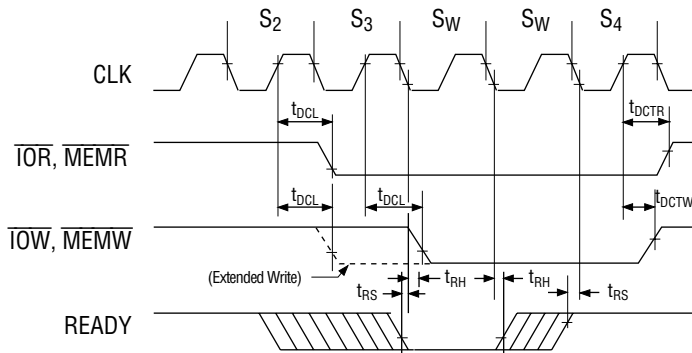 S2 S3 SW SW S4
CLK
tDCL tDCTR
IOR, MEMR
tDCL tDCL tDCTW
IOW, MEMW
(Extended Write)
tRS tRH tRH tRS
READY